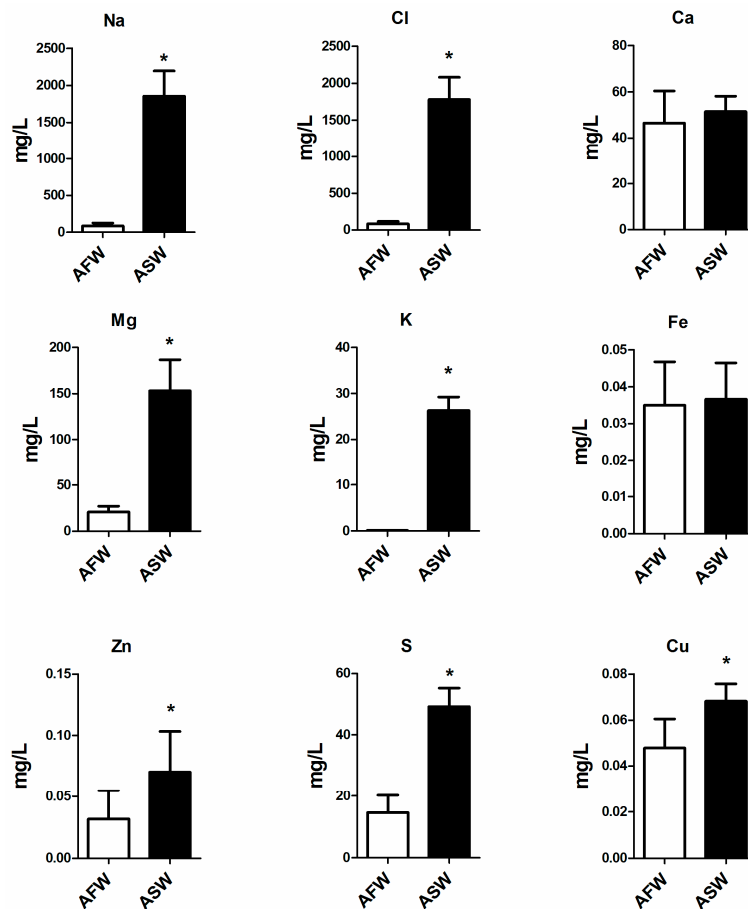 Na
2500
2000
1500
1000
500
0
mg/L
*
AFW
ASW
Cl
2500
2000
1500
1000
500
0
mg/L
*
AFW
ASW
Ca
80
60
40
20
0
mg/L
AFW
ASW
Mg
200
150
100
50
0
mg/L
*
AFW
ASW
K
40
30
20
10
0
mg/L
*
AFW
ASW
Fe
0.05
0.04
0.03
0.02
0.01
0.00
mg/L
AFW
ASW
Zn
0.15
0.10
0.05
0.00
mg/L
*
AFW
ASW
S
60
40
20
0
mg/L
*
AFW
ASW
Cu
0.08
0.06
0.04
0.02
0.00
mg/L
*
AFW
ASW